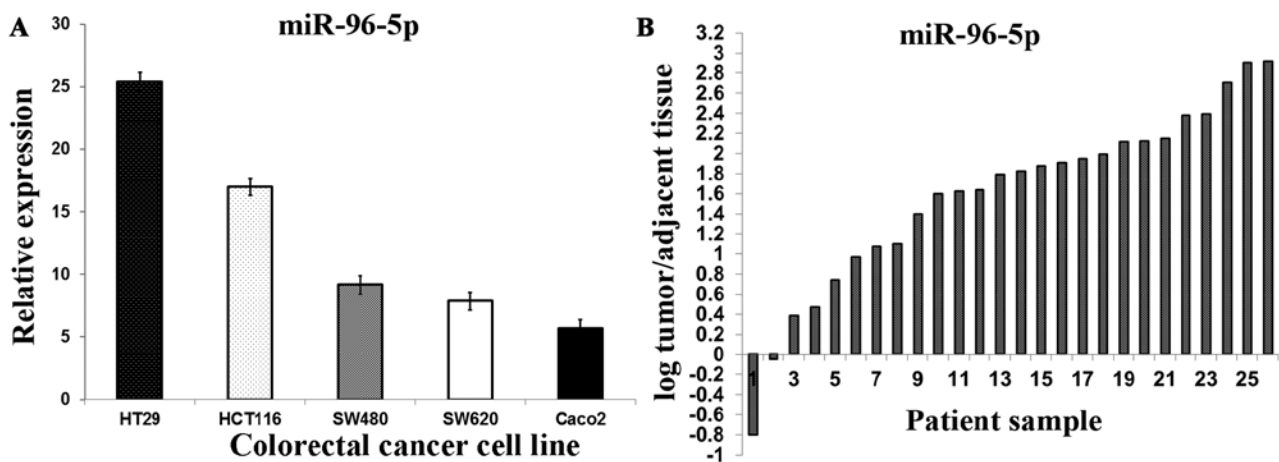 A
miR-96-5p
Relative expression
30
25
20
15
10
5
0
HT29 HCT116 SW480 SW620 Caco2
Colorectal cancer cell line
B
miR-96-5p
log tumor/adjacent tissue
3.2
3
2.8
2.6
2.4
2.2
2
1.8
1.6
1.4
1.2
1
0.8
0.6
0.4
0.2
0
-0.2
-0.4
-0.6
-0.8
-1
1 3 5 7 9 11 13 15 17 19 21 23 25
Patient sample